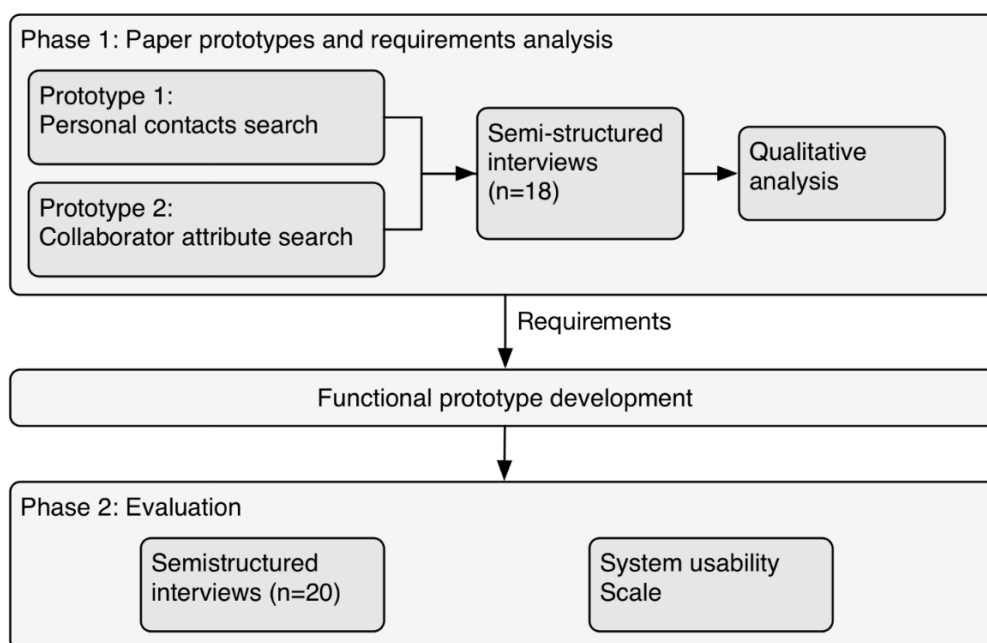 Phase 1: Paper prototypes and requirements analysis
Prototype 1:
Personal contacts search
Prototype 2:
Collaborator attribute search
Semi-structured
interviews
(n=18)
Qualitative
analysis
Requirements
Functional prototype development
Phase 2: Evaluation
Semistructured
interviews (n=20)
System usability
Scale